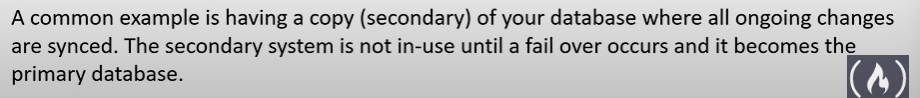 A common example is having a copy (secondary) of your database where all ongoing changes
are synced. The secondary system is not in-use until a fail over occurs and it becomes the
primary database.